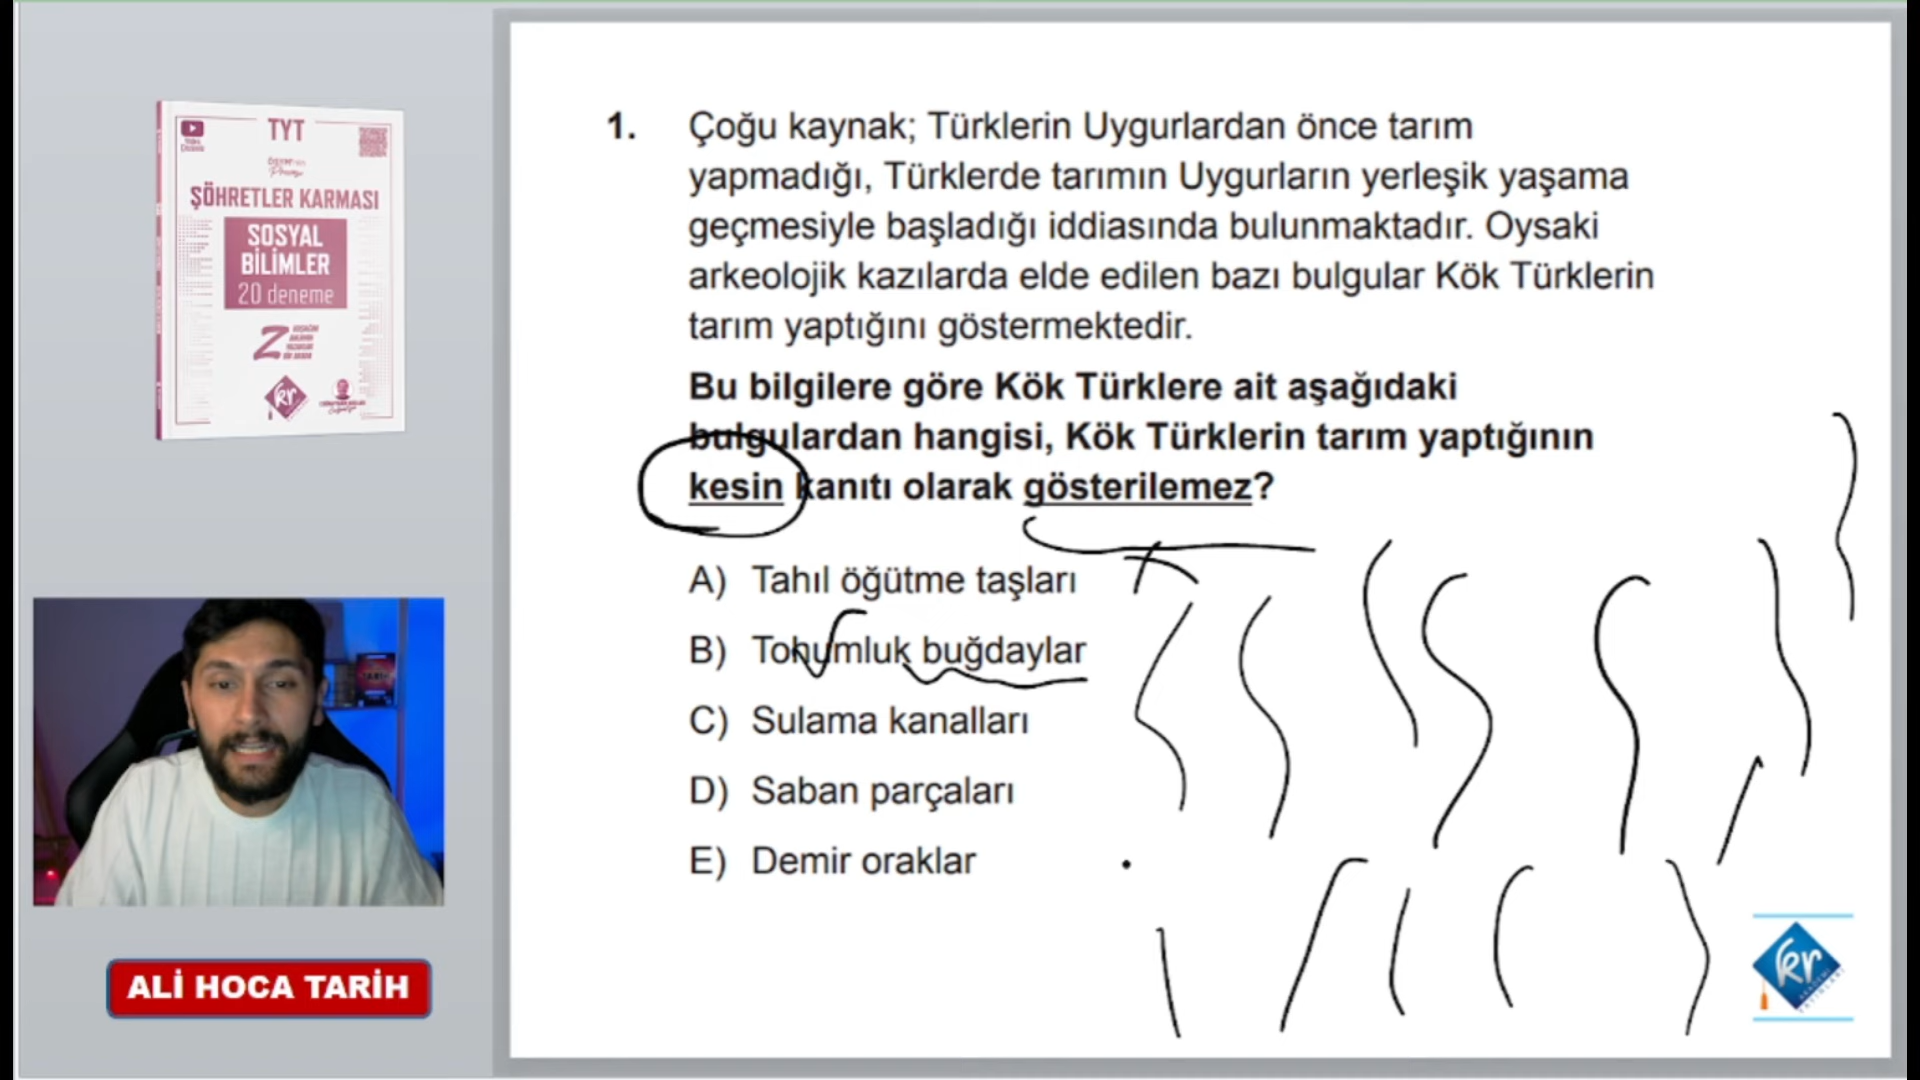 TYT
ŞÖHRETLER KARMASI
SOSYAL
BİLİMLER
20 deneme
kr
ALİ HOCA TARİH
1. Çoğu kaynak; Türklerin Uygurlardan önce tarım
yapmadığı, Türklerde tarımın Uygurların yerleşik yaşama
geçmesiyle başladığı iddiasında bulunmaktadır. Oysaki
arkeolojik kazılarda elde edilen bazı bulgular Kök Türklerin
tarım yaptığını göstermektedir.
Bu bilgilere göre Kök Türklere ait aşağıdaki
bulgulardan hangisi, Kök Türklerin tarım yaptığının
kesin kanıtı olarak gösterilemez?
A) Tahıl öğütme taşları
B) Tohumluk buğdaylar
C) Sulama kanalları
D) Saban parçaları
E) Demir oraklar
kr